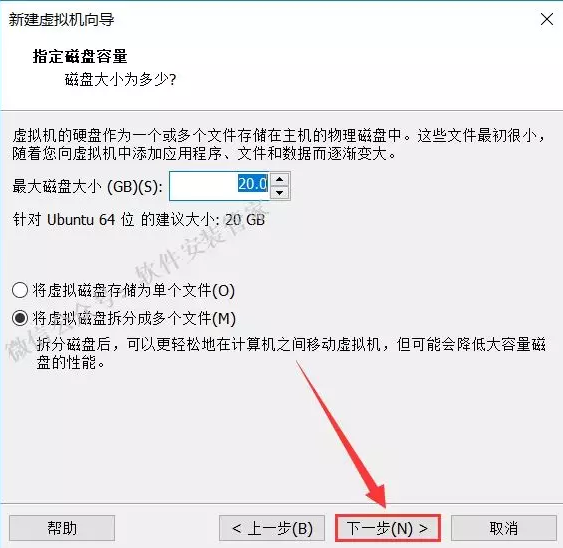 新建虚拟机向导
指定磁盘容量
磁盘大小为多少?
虚拟机的硬盘作为一个或多个文件存储在主机的物理磁盘中。这些文件最初很小，
随着您向虚拟机中添加应用程序、文件和数据而逐渐变大。
最大磁盘大小 (GB)(S): 20.0
针对 Ubuntu 64 位 的建议大小: 20 GB
将虚拟磁盘存储为单个文件(O)
将虚拟磁盘拆分成多个文件(M)
拆分磁盘后，可以更轻松地在计算机之间移动虚拟机，但可能会降低大容量磁
盘的性能。
微信公众号：软件安装管家
帮助 < 上一步(B) 下一步(N) > 取消